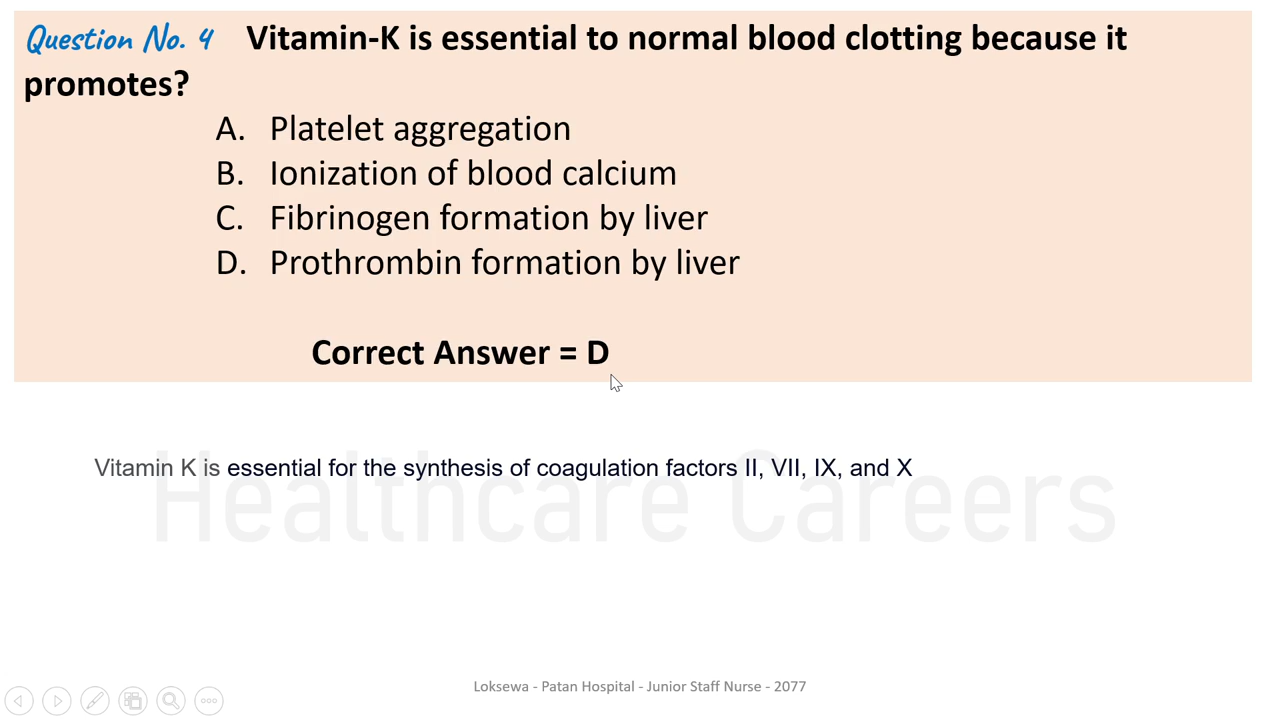 Question No. 4 Vitamin-K is essential to normal blood clotting because it
promotes?
A. Platelet aggregation
B. Ionization of blood calcium
C. Fibrinogen formation by liver
D. Prothrombin formation by liver
Correct Answer = D
Vitamin K is essential for the synthesis of coagulation factors II, VII, IX, and X
Healthcare Careers
Loksewa - Patan Hospital - Junior Staff Nurse - 2077